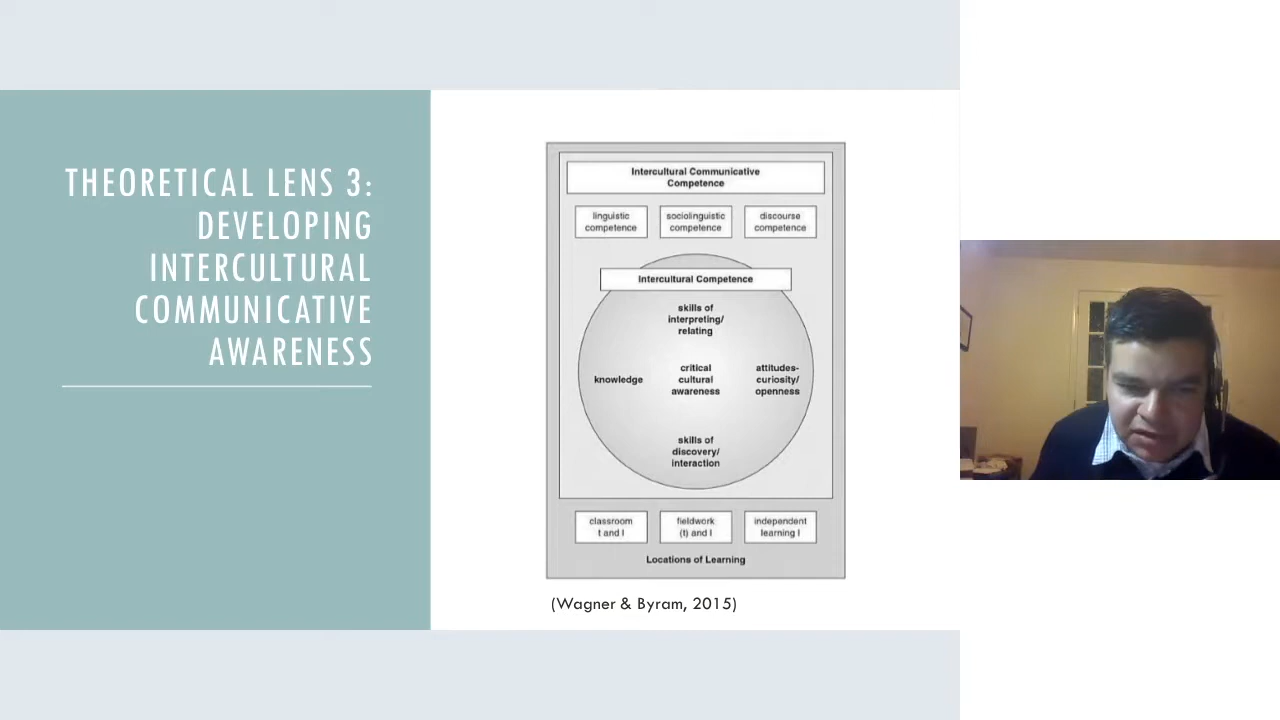 THEORETICAL LENS 3:
DEVELOPING
INTERCULTURAL
COMMUNICATIVE
AWARENESS
Intercultural Communicative
Competence
linguistic
competence
sociolinguistic
competence
discourse
competence
Intercultural Competence
skills of
interpreting/
relating
knowledge
critical
cultural
awareness
attitudes-
curiosity/
openness
skills of
discovery/
interaction
classroom
t and l
fieldwork
(t) and l
independent
learning l
Locations of Learning
(Wagner & Byram, 2015)